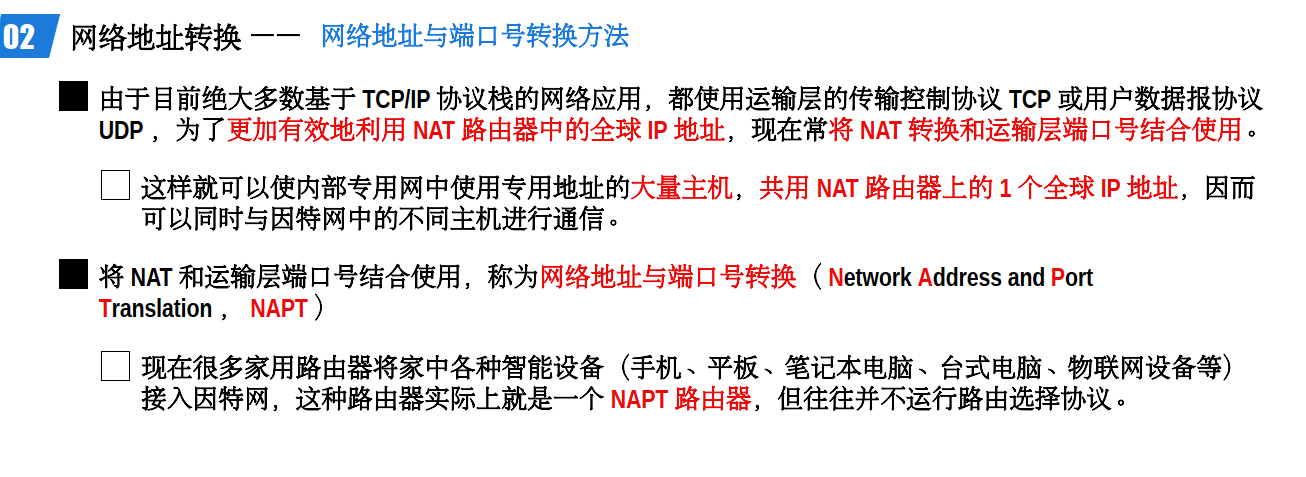 02 网络地址转换 —— 网络地址与端口号转换方法
由于目前绝大多数基于 TCP/IP 协议栈的网络应用，都使用运输层的传输控制协议 TCP 或用户数据报协议
UDP ，为了更加有效地利用 NAT 路由器中的全球 IP 地址，现在常将 NAT 转换和运输层端口号结合使用。
这样就可以使内部专用网中使用专用地址的大量主机，共用 NAT 路由器上的 1 个全球 IP 地址，因而
可以同时与因特网中的不同主机进行通信。
将 NAT 和运输层端口号结合使用，称为网络地址与端口号转换（ Network Address and Port
Translation ， NAPT ）
现在很多家用路由器将家中各种智能设备（手机、平板、笔记本电脑、台式电脑、物联网设备等）
接入因特网，这种路由器实际上就是一个 NAPT 路由器，但往往并不运行路由选择协议。